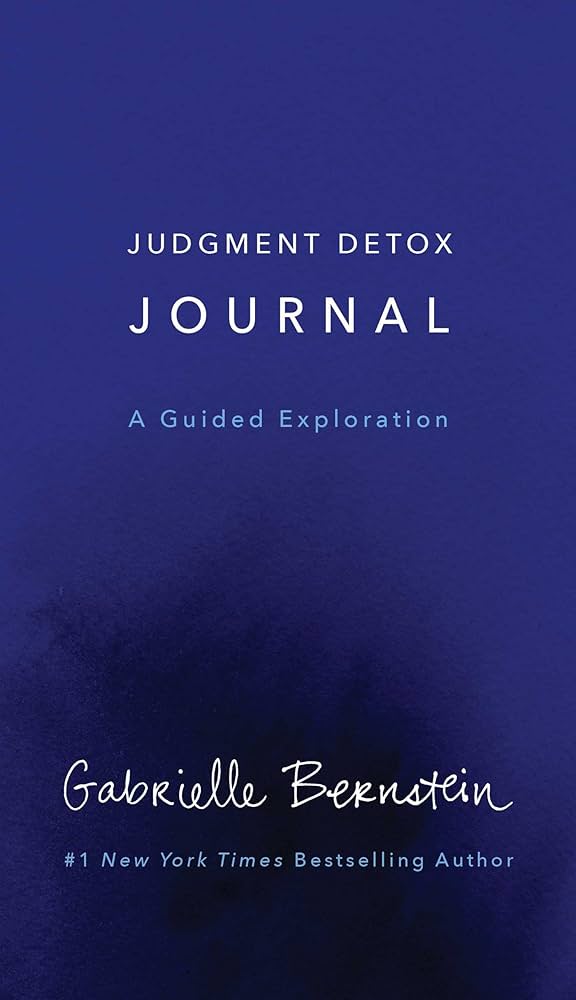 JUDGMENT DETOX
JOURNAL
A Guided Exploration
Gabrielle Bernstein
#1 New York Times Bestselling Author